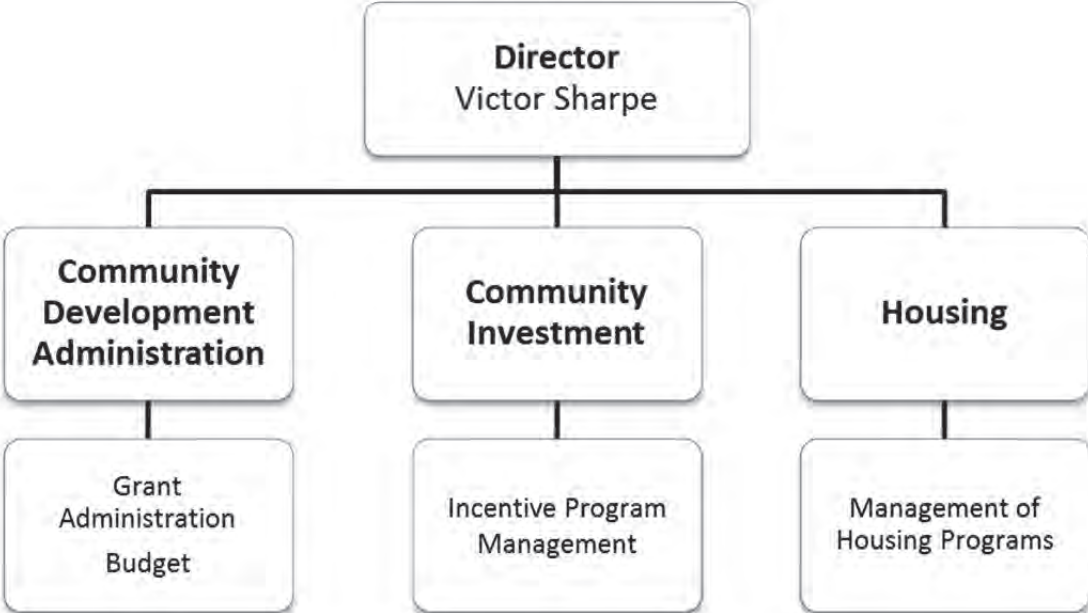 Director
Victor Sharpe
Community
Development
Administration
Community
Investment
Housing
Grant
Administration
Budget
Incentive Program
Management
Management of
Housing Programs